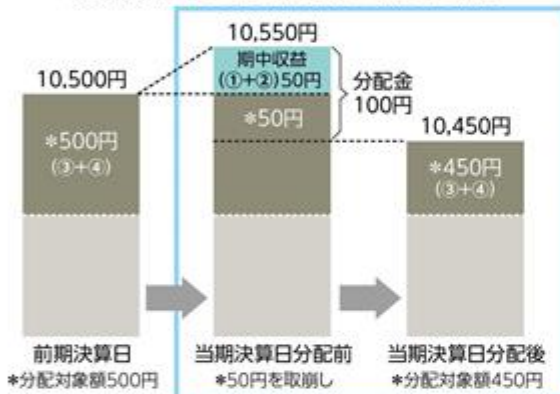 10,550円
期中収益
(①+②)50円
分配金
100円
10,500円
*50円
10,450円
*500円
(③+④)
*450円
(③+④)
前期決算日
当期決算日分配前
当期決算日分配後
*分配対象額500円
*50円を取崩し
*分配対象額450円